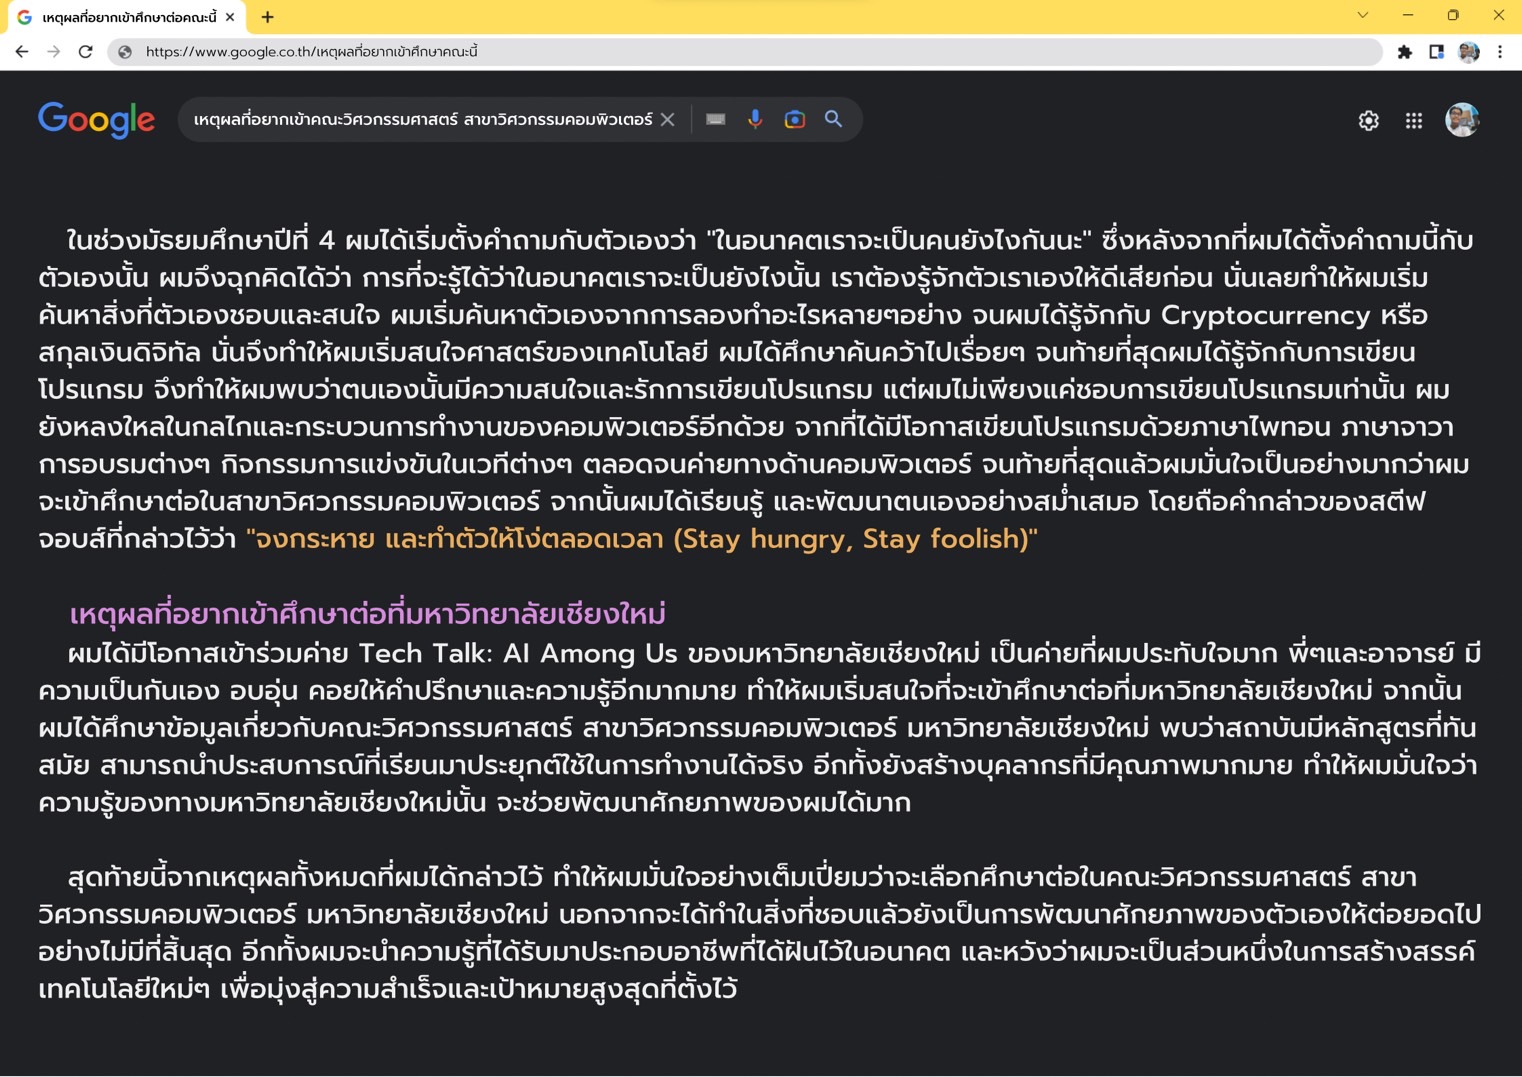 เหตุผลที่อยากเข้าศึกษาต่อคณะนี้
https://www.google.co.th/เหตุผลที่อยากเข้าศึกษาคณะนี้
Google
เหตุผลที่อยากเข้าคณะวิศวกรรมศาสตร์ สาขาวิศวกรรมคอมพิวเตอร์
ในช่วงมัธยมศึกษาปีที่ 4 ผมได้เริ่มตั้งคำถามกับตัวเองว่า "ในอนาคตเราจะเป็นคนยังไงกันนะ" ซึ่งหลังจากที่ผมได้ตั้งคำถามนี้กับ
ตัวเองนั้น ผมจึงฉุกคิดได้ว่า การที่จะรู้ได้ว่าในอนาคตเราจะเป็นยังไงนั้น เราต้องรู้จักตัวเราเองให้ดีเสียก่อน นั่นเลยทำให้ผมเริ่ม
ค้นหาสิ่งที่ตัวเองชอบและสนใจ ผมเริ่มค้นหาตัวเองจากการลองทำอะไรหลายๆอย่าง จนผมได้รู้จักกับ Cryptocurrency หรือ
สกุลเงินดิจิทัล นั่นจึงทำให้ผมเริ่มสนใจศาสตร์ของเทคโนโลยี ผมได้ศึกษาค้นคว้าไปเรื่อยๆ จนท้ายที่สุดผมได้รู้จักกับการเขียน
โปรแกรม จึงทำให้ผมพบว่าตนเองนั้นมีความสนใจและรักการเขียนโปรแกรม แต่ผมไม่เพียงแค่ชอบการเขียนโปรแกรมเท่านั้น ผม
ยังหลงใหลในกลไกและกระบวนการทำงานของคอมพิวเตอร์อีกด้วย จากที่ได้มีโอกาสเขียนโปรแกรมด้วยภาษาไพทอน ภาษาจาวา
การอบรมต่างๆ กิจกรรมการแข่งขันในเวทีต่างๆ ตลอดจนค่ายทางด้านคอมพิวเตอร์ จนท้ายที่สุดแล้วผมมั่นใจเป็นอย่างมากว่าผม
จะเข้าศึกษาต่อในสาขาวิศวกรรมคอมพิวเตอร์ จากนั้นผมได้เรียนรู้ และพัฒนาตนเองอย่างสม่ำเสมอ โดยถือคำกล่าวของสตีฟ
จอบส์ที่กล่าวไว้ว่า "จงกระหาย และทำตัวให้โง่ตลอดเวลา (Stay hungry, Stay foolish)"
เหตุผลที่อยากเข้าศึกษาต่อที่มหาวิทยาลัยเชียงใหม่
ผมได้มีโอกาสเข้าร่วมค่าย Tech Talk: AI Among Us ของมหาวิทยาลัยเชียงใหม่ เป็นค่ายที่ผมประทับใจมาก พี่ๆและอาจารย์ มี
ความเป็นกันเอง อบอุ่น คอยให้คำปรึกษาและความรู้อีกมากมาย ทำให้ผมเริ่มสนใจที่จะเข้าศึกษาต่อที่มหาวิทยาลัยเชียงใหม่ จากนั้น
ผมได้ศึกษาข้อมูลเกี่ยวกับคณะวิศวกรรมศาสตร์ สาขาวิศวกรรมคอมพิวเตอร์ มหาวิทยาลัยเชียงใหม่ พบว่าสถาบันมีหลักสูตรที่ทัน
สมัย สามารถนำประสบการณ์ที่เรียนมาประยุกต์ใช้ในการทำงานได้จริง อีกทั้งยังสร้างบุคลากรที่มีคุณภาพมากมาย ทำให้ผมมั่นใจว่า
ความรู้ของทางมหาวิทยาลัยเชียงใหม่นั้น จะช่วยพัฒนาศักยภาพของผมได้มาก
สุดท้ายนี้จากเหตุผลทั้งหมดที่ผมได้กล่าวไว้ ทำให้ผมมั่นใจอย่างเต็มเปี่ยมว่าจะเลือกศึกษาต่อในคณะวิศวกรรมศาสตร์ สาขา
วิศวกรรมคอมพิวเตอร์ มหาวิทยาลัยเชียงใหม่ นอกจากจะได้ทำในสิ่งที่ชอบแล้วยังเป็นการพัฒนาศักยภาพของตัวเองให้ต่อยอดไป
อย่างไม่มีที่สิ้นสุด อีกทั้งผมจะนำความรู้ที่ได้รับมาประกอบอาชีพที่ได้ฝันไว้ในอนาคต และหวังว่าผมจะเป็นส่วนหนึ่งในการสร้างสรรค์
เทคโนโลยีใหม่ๆ เพื่อมุ่งสู่ความสำเร็จและเป้าหมายสูงสุดที่ตั้งไว้